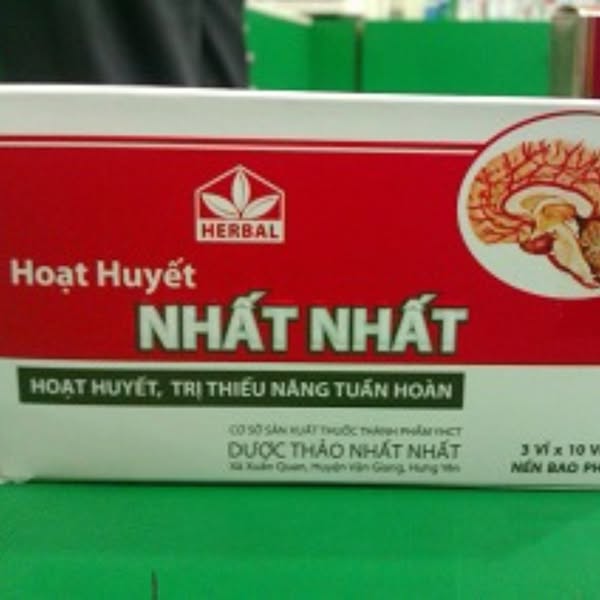 HERBAL
Hoạt Huyết
NHẤT NHẤT
HOẠT HUYẾT, TRỊ THIỂU NĂNG TUẦN HOÀN
CƠ SỞ SẢN XUẤT THUỐC THÀNH PHẨM YHCT
DƯỢC THẢO NHẤT NHẤT
Xã Xuân Quan, Huyện Văn Giang, Hưng Yên
3 VỈ x 10 V
NÉN BAO PH